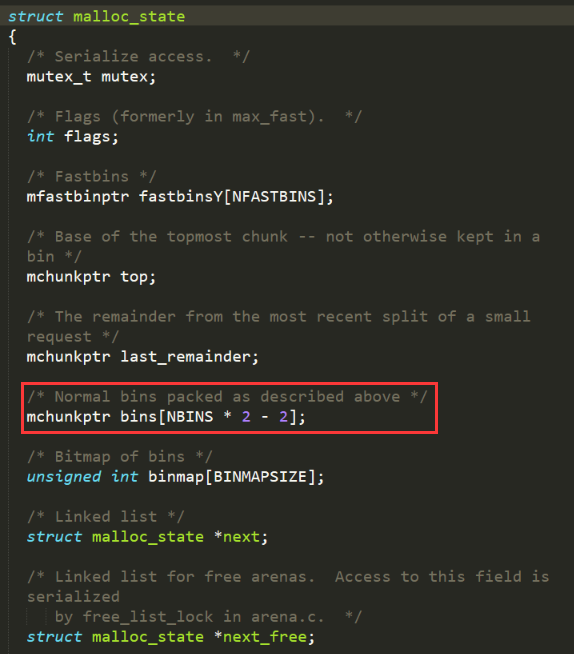 struct malloc_state
{
/* Serialize access.  */
mutex_t mutex;
/* Flags (formerly in max_fast).  */
int flags;
/* Fastbins */
mfastbinptr fastbinsY[NFASTBINS];
/* Base of the topmost chunk -- not otherwise kept in a
bin */
mchunkptr top;
/* The remainder from the most recent split of a small
request */
mchunkptr last_remainder;
/* Normal bins packed as described above */
mchunkptr bins[NBINS * 2 - 2];
/* Bitmap of bins */
unsigned int binmap[BINMAPSIZE];
/* Linked list */
struct malloc_state *next;
/* Linked list for free arenas.  Access to this field is
serialized
by free_list_lock in arena.c.  */
struct malloc_state *next_free;